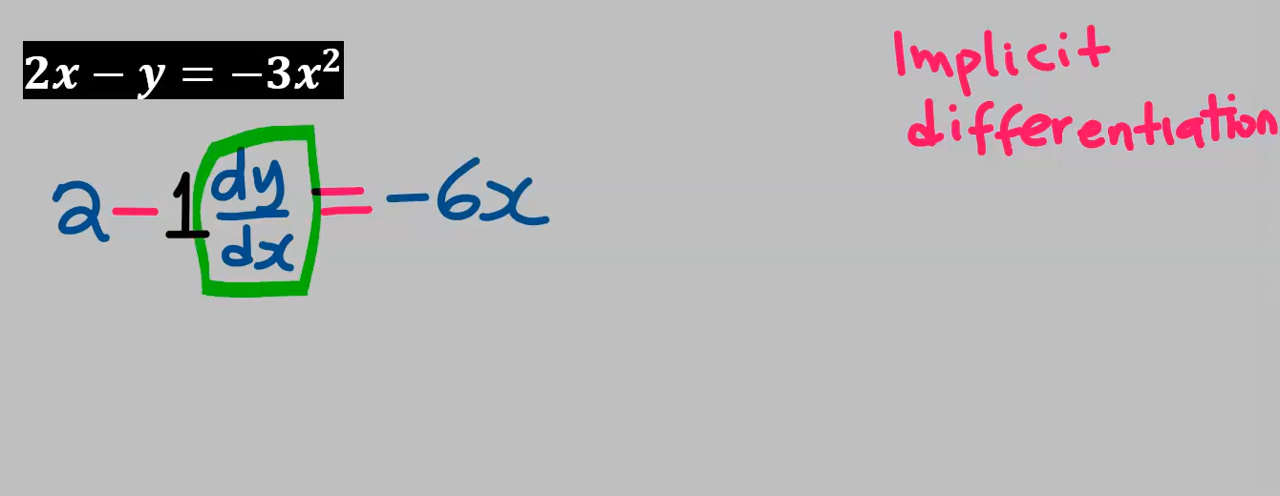 2x − y = −3x²
Implicit
differentiation
2 − 1 dy/dx = −6x